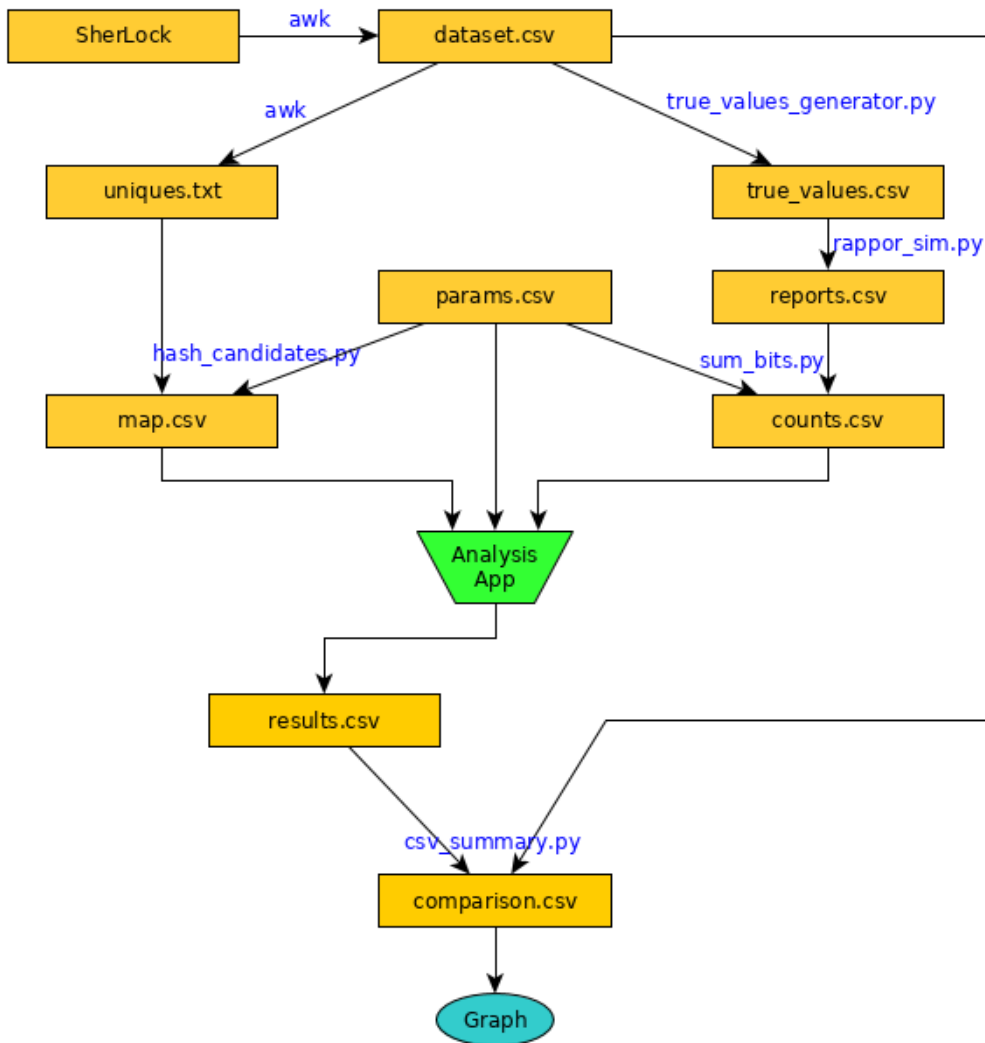 SherLock
awk
dataset.csv
awk
true_values_generator.py
uniques.txt
true_values.csv
rappor_sim.py
params.csv
reports.csv
hash_candidates.py
sum_bits.py
map.csv
counts.csv
Analysis
App
results.csv
csv_summary.py
comparison.csv
Graph